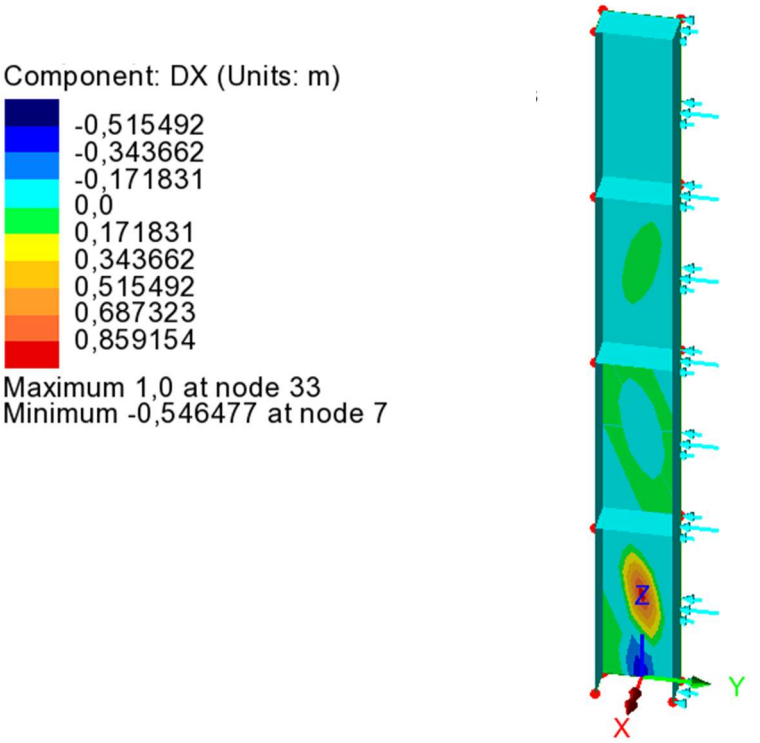 Component: DX (Units: m)
-0,515492
-0,343662
-0,171831
0,0
0,171831
0,343662
0,515492
0,687323
0,859154
Maximum 1,0 at node 33
Minimum -0,546477 at node 7
Z
Y
X